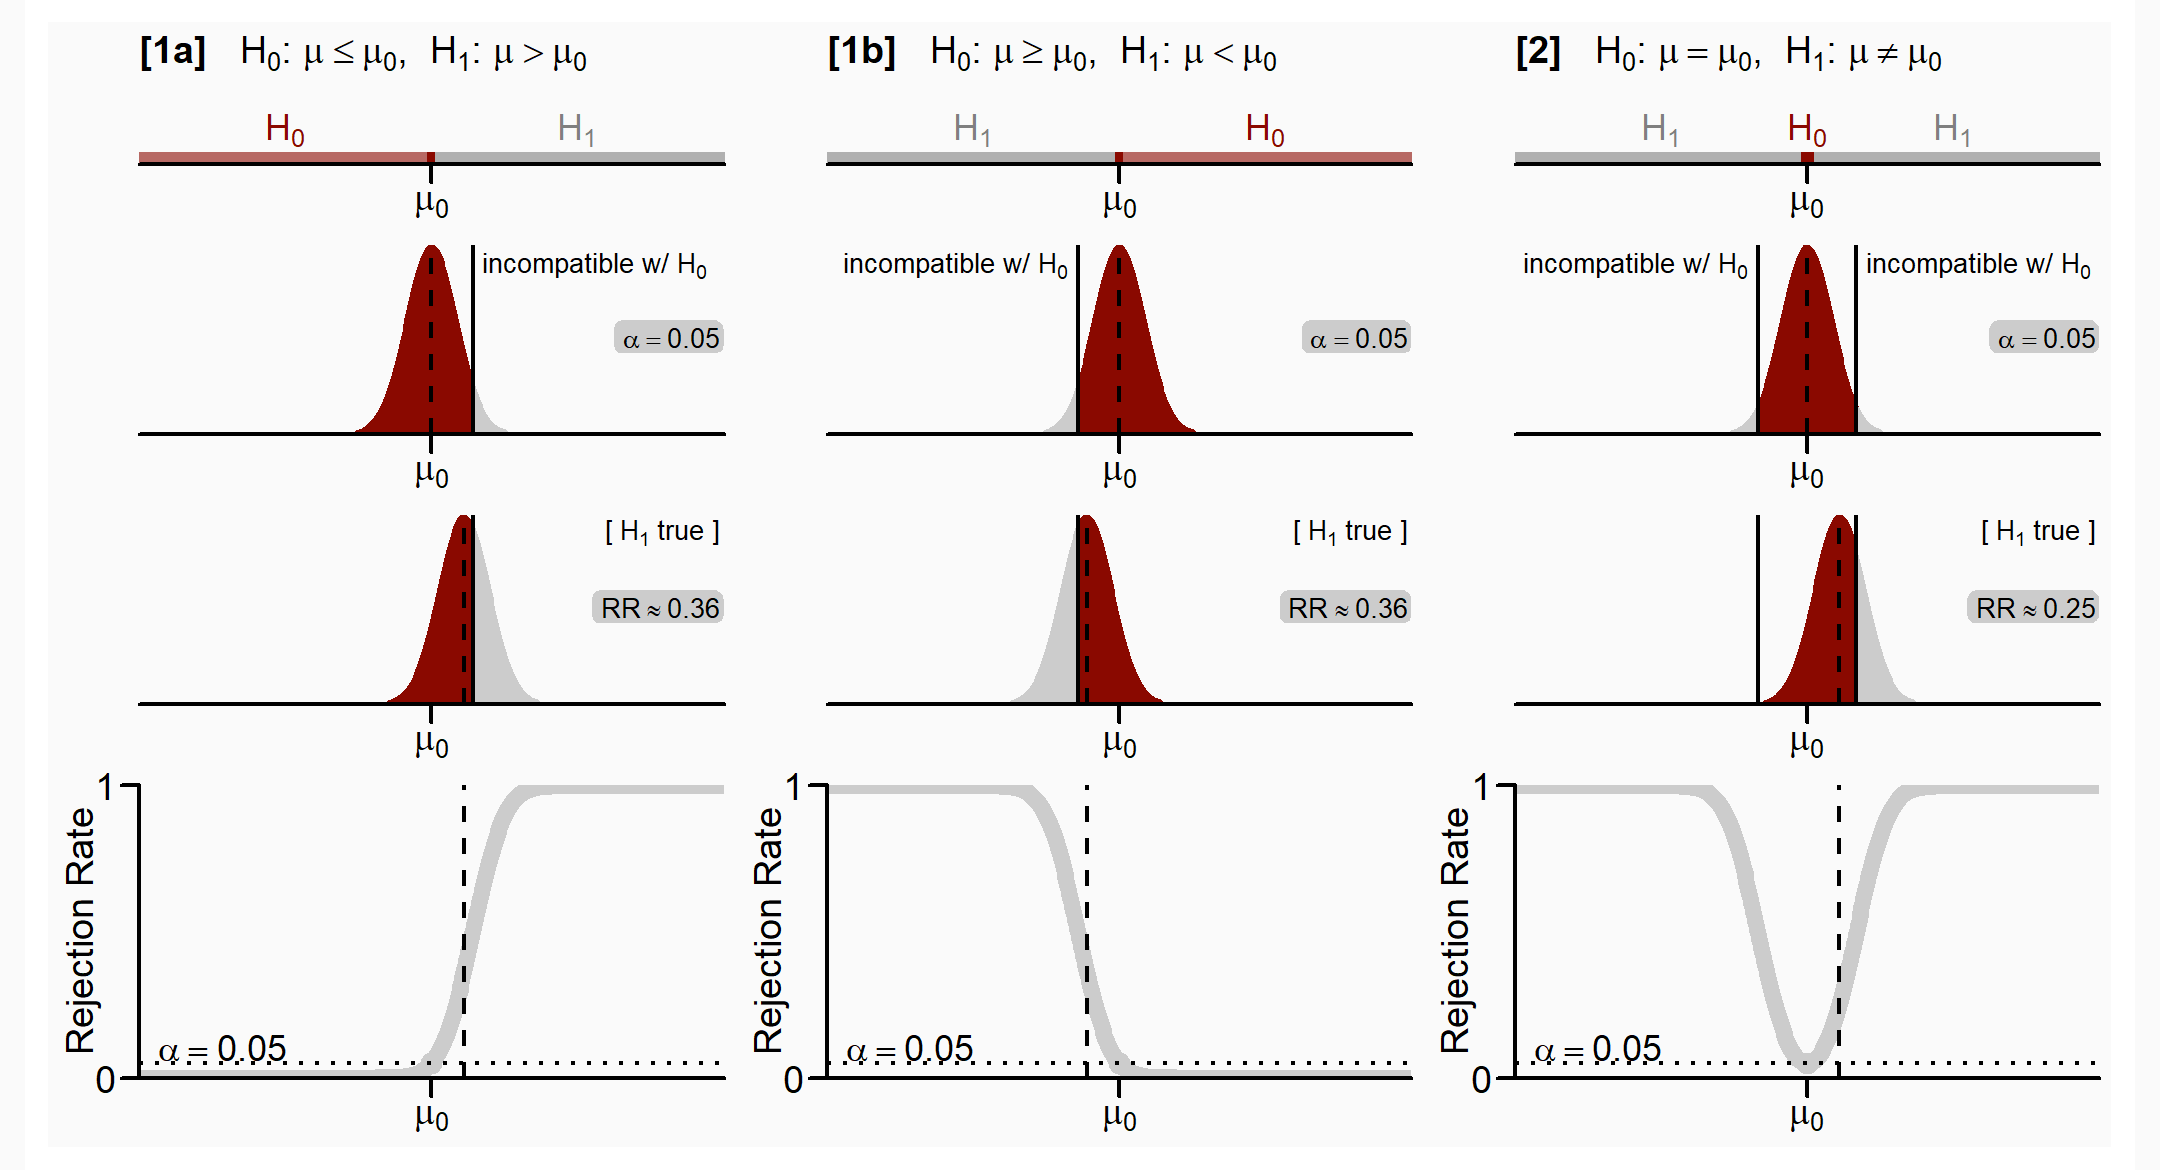 [1a] H₀: μ ≤ μ₀, H₁: μ > μ₀
H₀ H₁
μ₀
incompatible w/ H₀
α = 0.05
μ₀
[ H₁ true ]
RR ≈ 0.36
μ₀
Rejection Rate
1
α = 0.05
0
μ₀
[1b] H₀: μ ≥ μ₀, H₁: μ < μ₀
H₁ H₀
μ₀
incompatible w/ H₀
α = 0.05
μ₀
[ H₁ true ]
RR ≈ 0.36
μ₀
Rejection Rate
1
α = 0.05
0
μ₀
[2] H₀: μ = μ₀, H₁: μ ≠ μ₀
H₁ H₀ H₁
μ₀
incompatible w/ H₀ incompatible w/ H₀
α = 0.05
μ₀
[ H₁ true ]
RR ≈ 0.25
μ₀
Rejection Rate
1
α = 0.05
0
μ₀